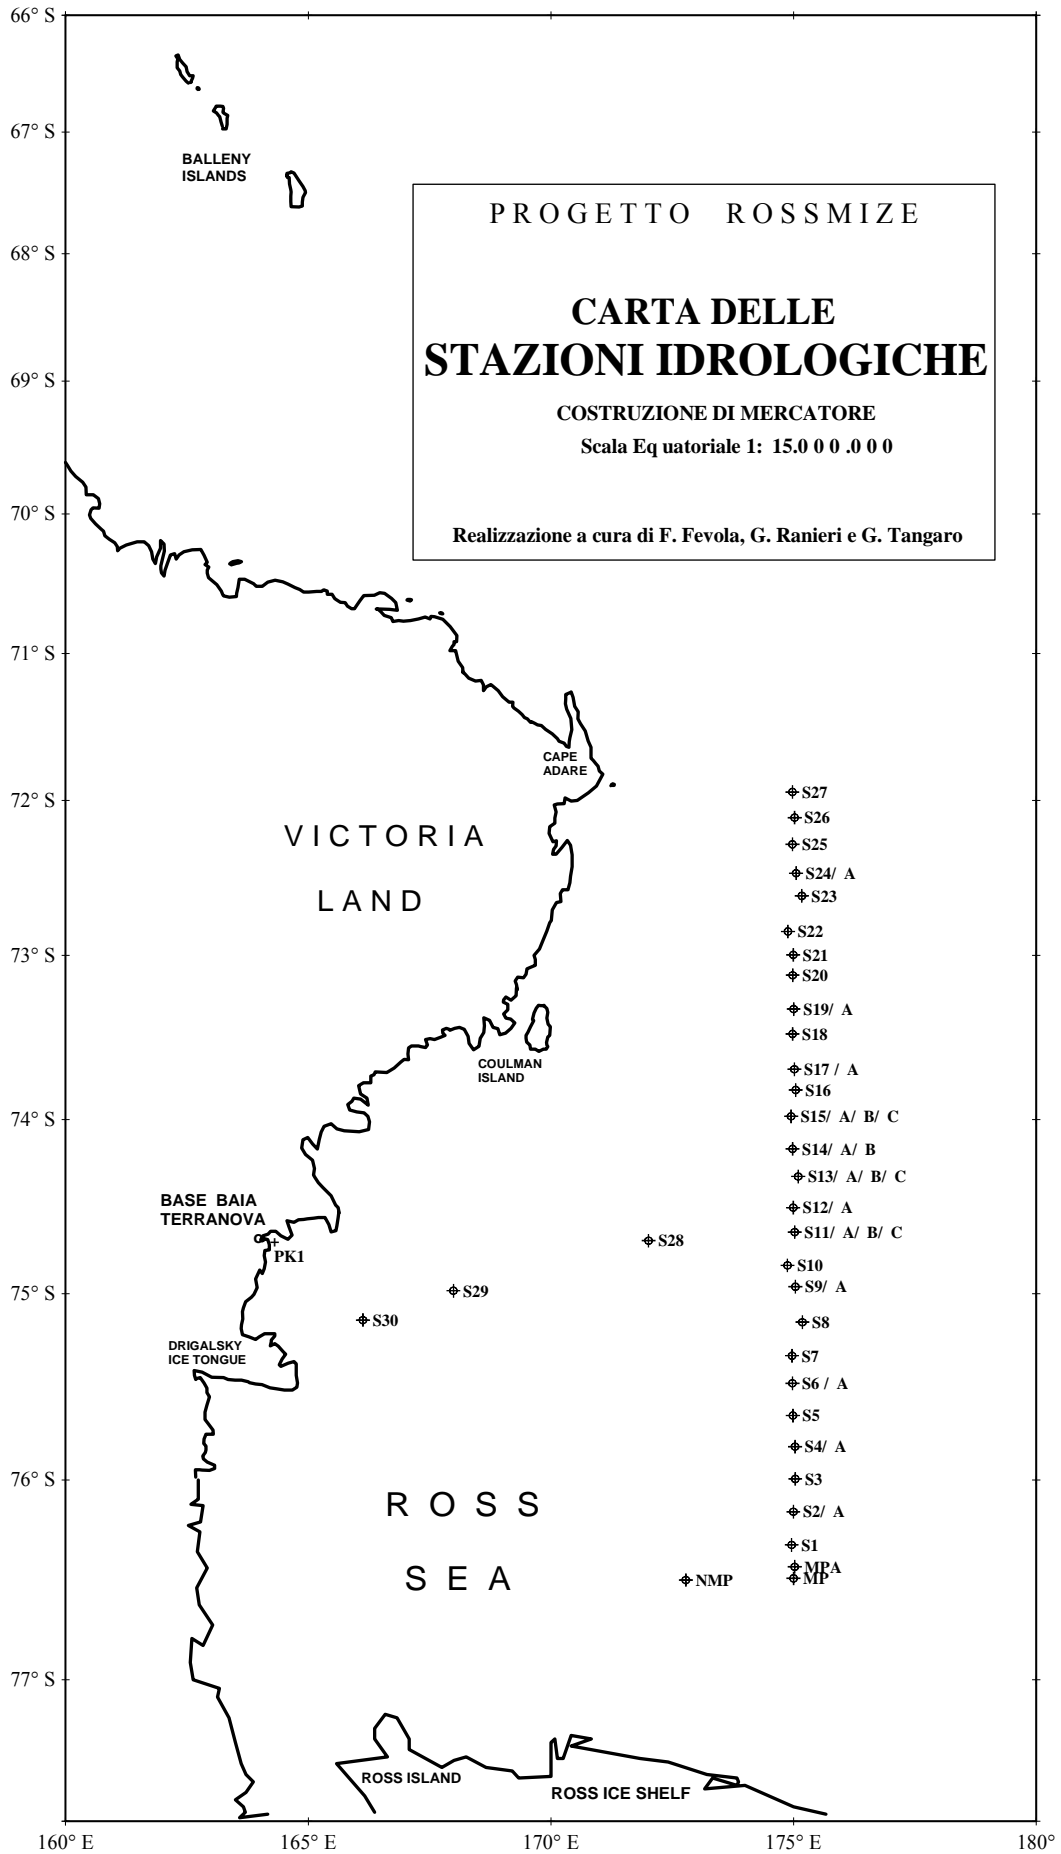 66° S
67° S
BALLENY
ISLANDS
PROGETTO ROSSMIZE
68° S
CARTA DELLE
STAZIONI IDROLOGICHE
69° S
COSTRUZIONE DI MERCATORE
Scala Eq uatoriale 1: 15.0 0 0 .0 0 0
70° S
Realizzazione a cura di F. Fevola, G. Ranieri e G. Tangaro
71° S
CAPE
ADARE
72° S
S27
S26
VICTORIA
LAND
S25
S24/ A
S23
S22
73° S
S21
S20
S19/ A
S18
COULMAN
ISLAND
S17 / A
S16
74° S
S15/ A/ B/ C
S14/ A/ B
S13/ A/ B/ C
BASE BAIA
TERRANOVA
PK1
S12/ A
S11/ A/ B/ C
S28
S10
75° S
S9/ A
S29
S30
S8
DRIGALSKY
ICE TONGUE
S7
S6 / A
S5
S4/ A
76° S
S3
ROSS
SEA
S2/ A
S1
MPA
MP
NMP
77° S
ROSS ISLAND
ROSS ICE SHELF
160° E
165° E
170° E
175° E
180°